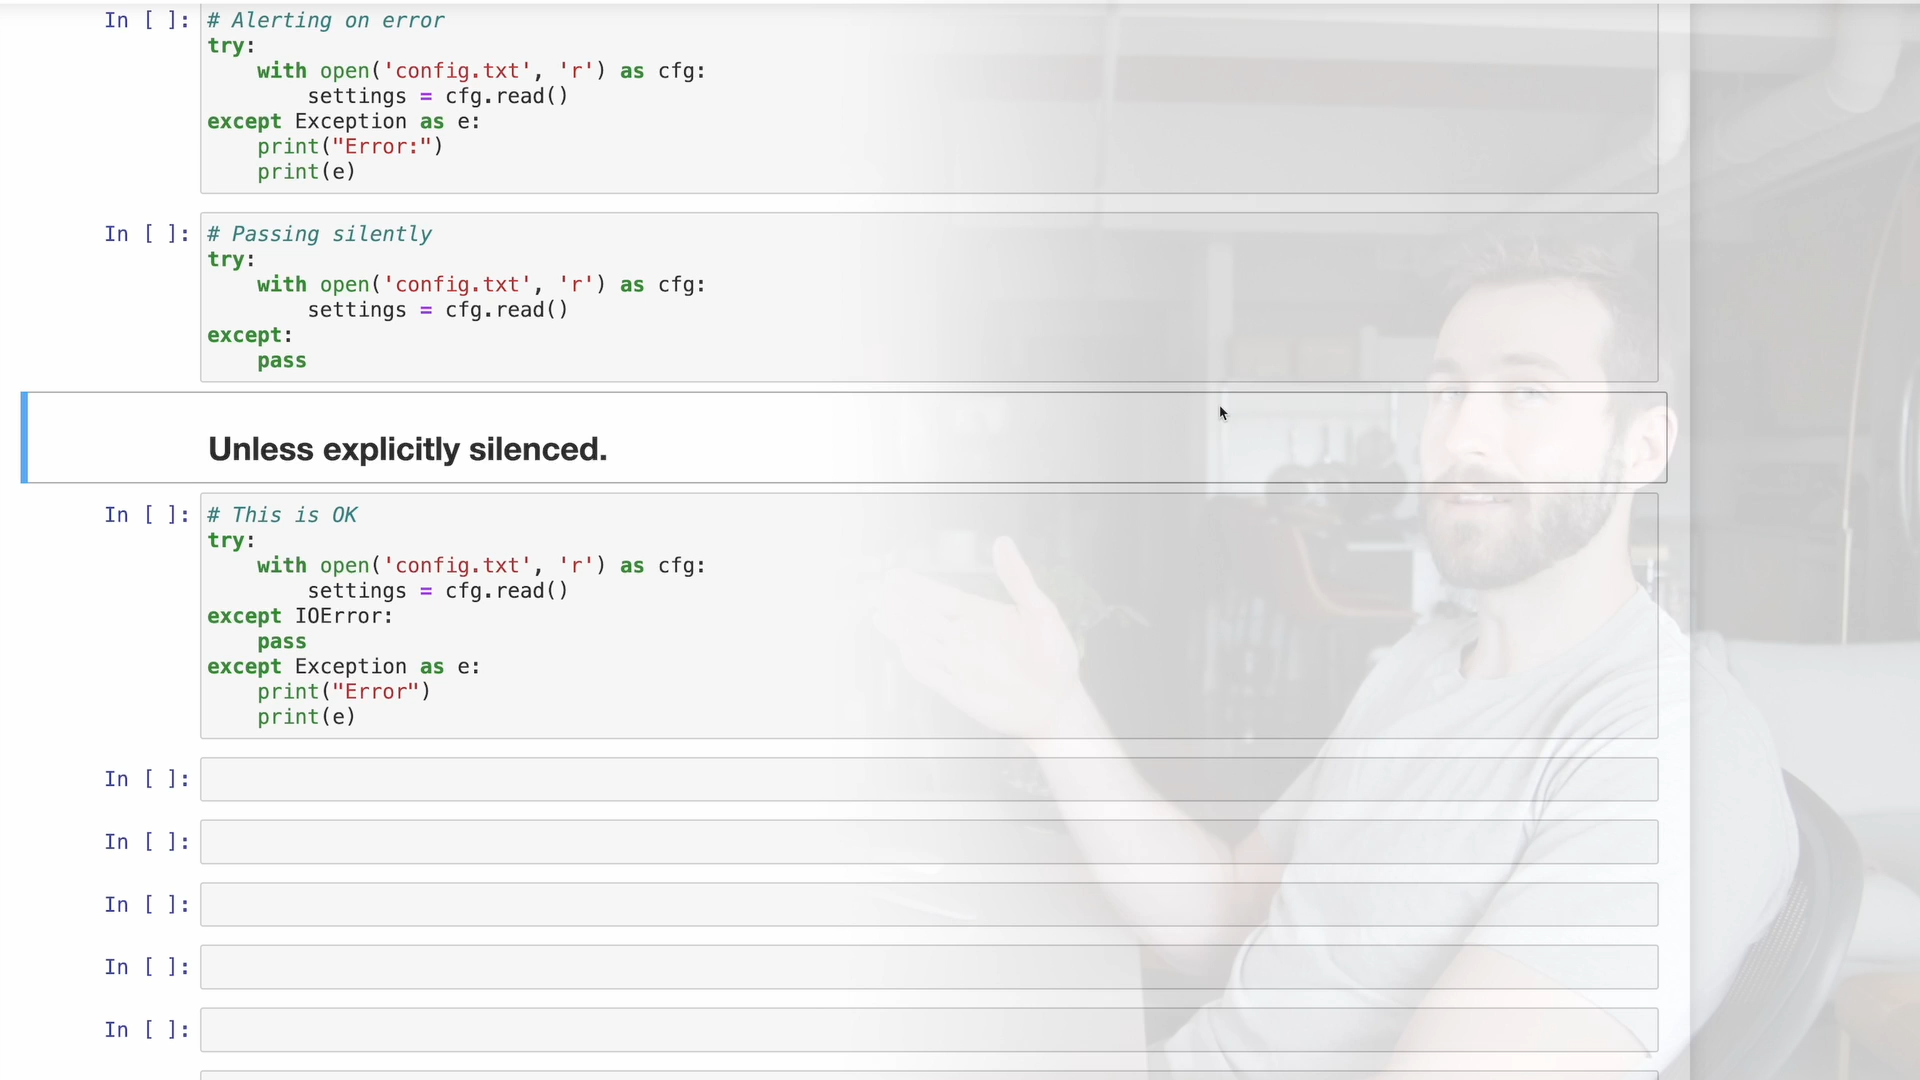 In [ ]: # Alerting on error
try:
    with open('config.txt', 'r') as cfg:
        settings = cfg.read()
except Exception as e:
    print("Error:")
    print(e)
In [ ]: # Passing silently
try:
    with open('config.txt', 'r') as cfg:
        settings = cfg.read()
except:
    pass
Unless explicitly silenced.
In [ ]: # This is OK
try:
    with open('config.txt', 'r') as cfg:
        settings = cfg.read()
except IOError:
    pass
except Exception as e:
    print("Error")
    print(e)
In [ ]:
In [ ]:
In [ ]:
In [ ]:
In [ ]: